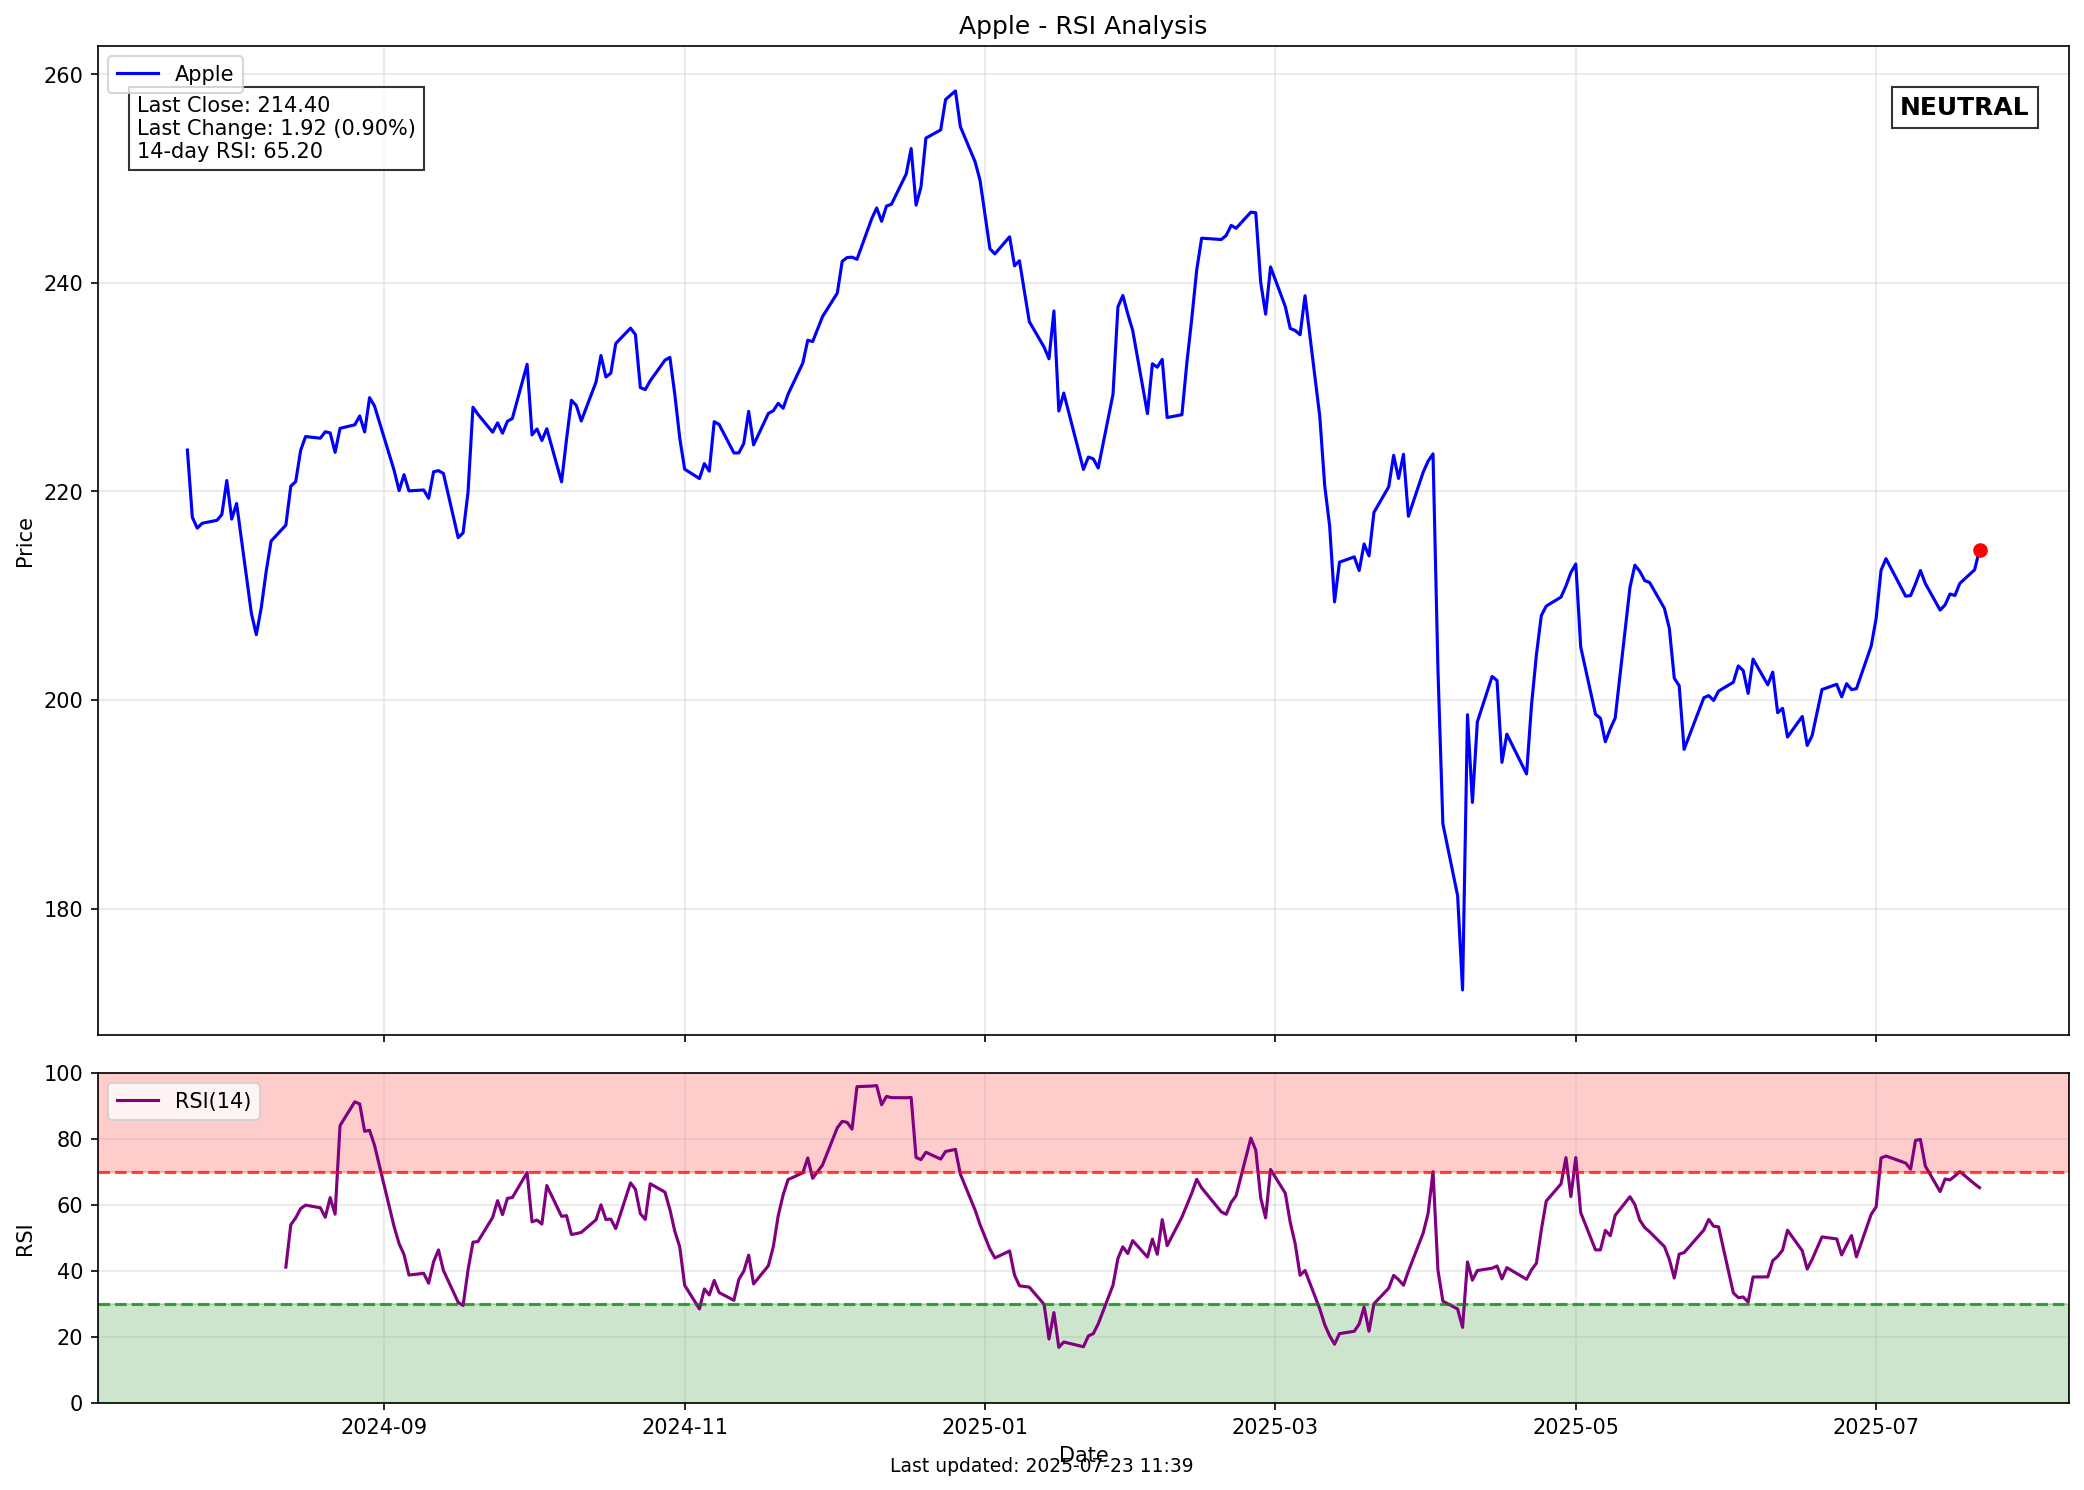 Apple - RSI Analysis
Apple
Last Close: 214.40
Last Change: 1.92 (0.90%)
14-day RSI: 65.20
NEUTRAL
260
240
220
200
180
Price
RSI(14)
100
80
60
40
20
0
RSI
2024-09
2024-11
2025-01
2025-03
2025-05
2025-07
Date
Last updated: 2025-07-23 11:39